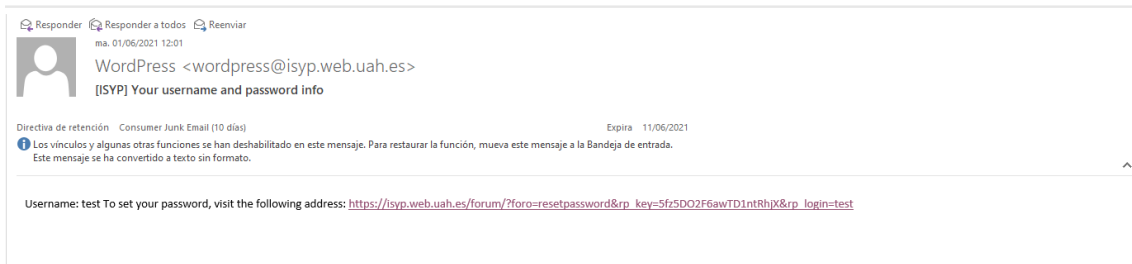 Responder Responder a todos Reenviar
ma. 01/06/2021 12:01
WordPress <wordpress@isyp.web.uah.es>
[ISYP] Your username and password info
Directiva de retención Consumer Junk Email (10 días) Expira 11/06/2021
Los vínculos y algunas otras funciones se han deshabilitado en este mensaje. Para restaurar la función, mueva este mensaje a la Bandeja de entrada.
Este mensaje se ha convertido a texto sin formato.
Username: test To set your password, visit the following address: https://isyp.web.uah.es/forum/?foro=resetpassword&rp_key=5fz5DO2F6awTD1ntRhjX&rp_login=test